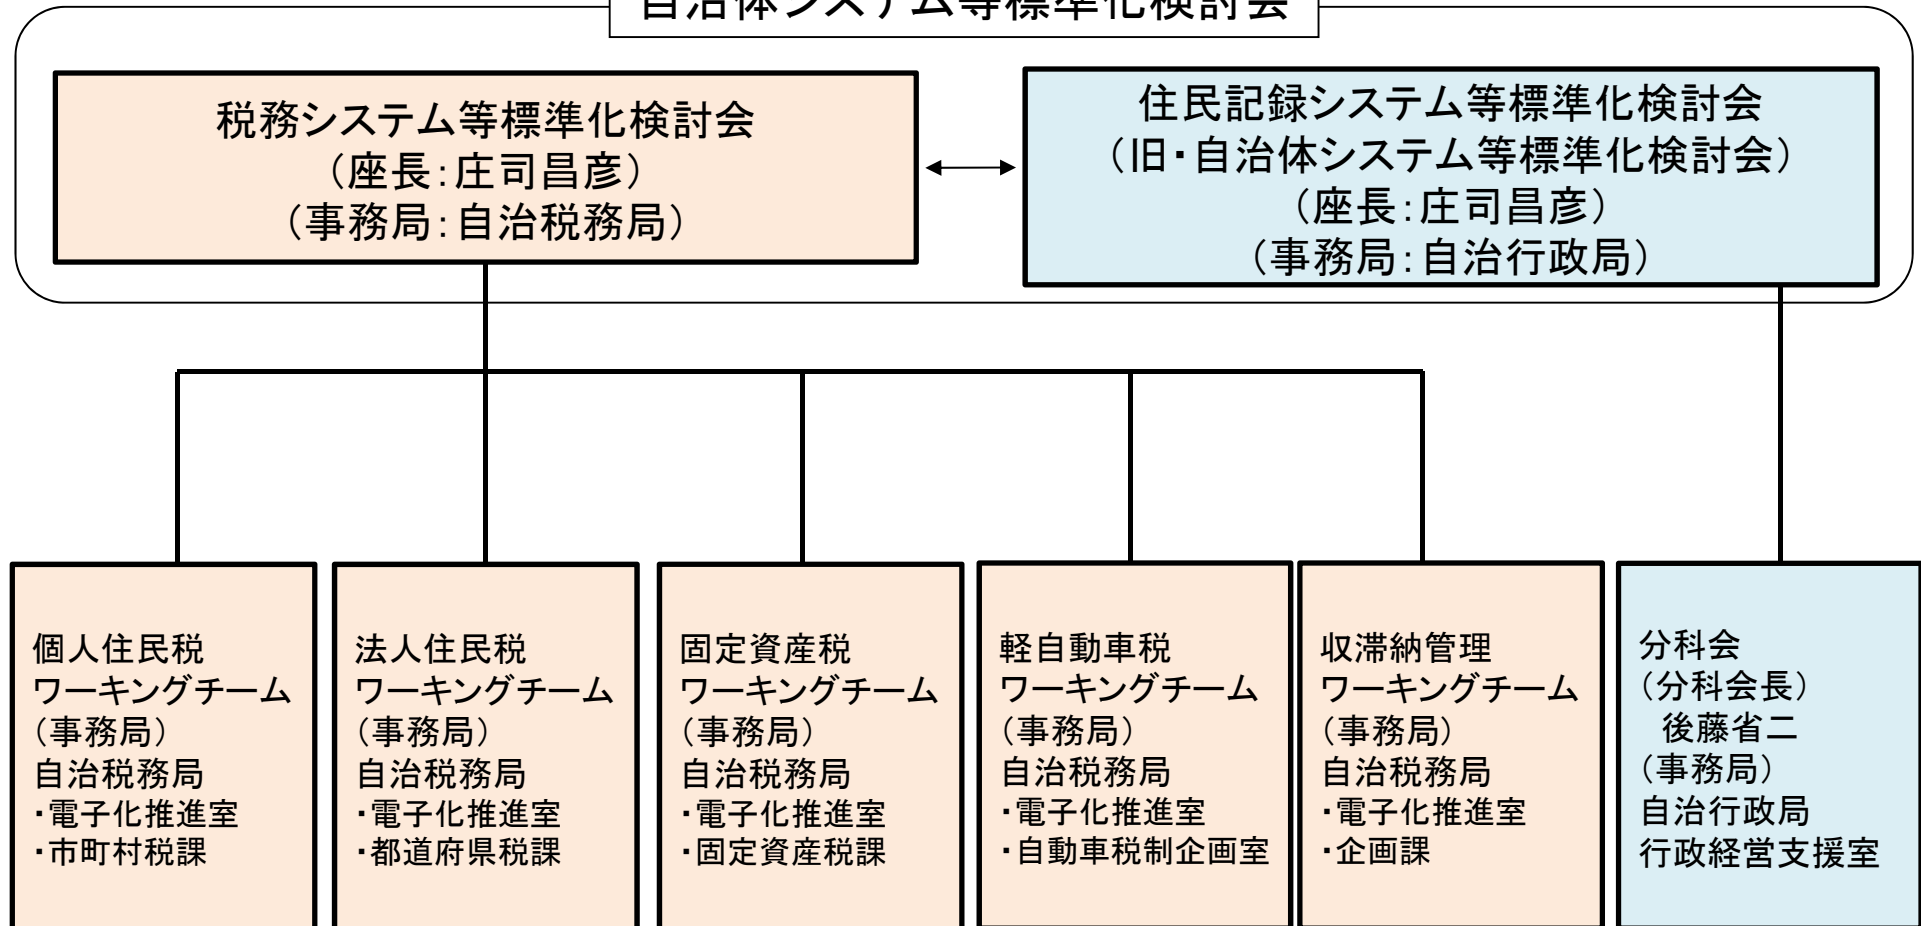 自治体システム等標準化検討会
税務システム等標準化検討会
（座長：庄司昌彦）
（事務局：自治税務局）
住民記録システム等標準化検討会
（旧・自治体システム等標準化検討会）
（座長：庄司昌彦）
（事務局：自治行政局）
個人住民税
ワーキングチーム
（事務局）
自治税務局
・電子化推進室
・市町村税課
法人住民税
ワーキングチーム
（事務局）
自治税務局
・電子化推進室
・都道府県税課
固定資産税
ワーキングチーム
（事務局）
自治税務局
・電子化推進室
・固定資産税課
軽自動車税
ワーキングチーム
（事務局）
自治税務局
・電子化推進室
・自動車税制企画室
収滞納管理
ワーキングチーム
（事務局）
自治税務局
・電子化推進室
・企画課
分科会
（分科会長）
後藤省二
（事務局）
自治行政局
行政経営支援室